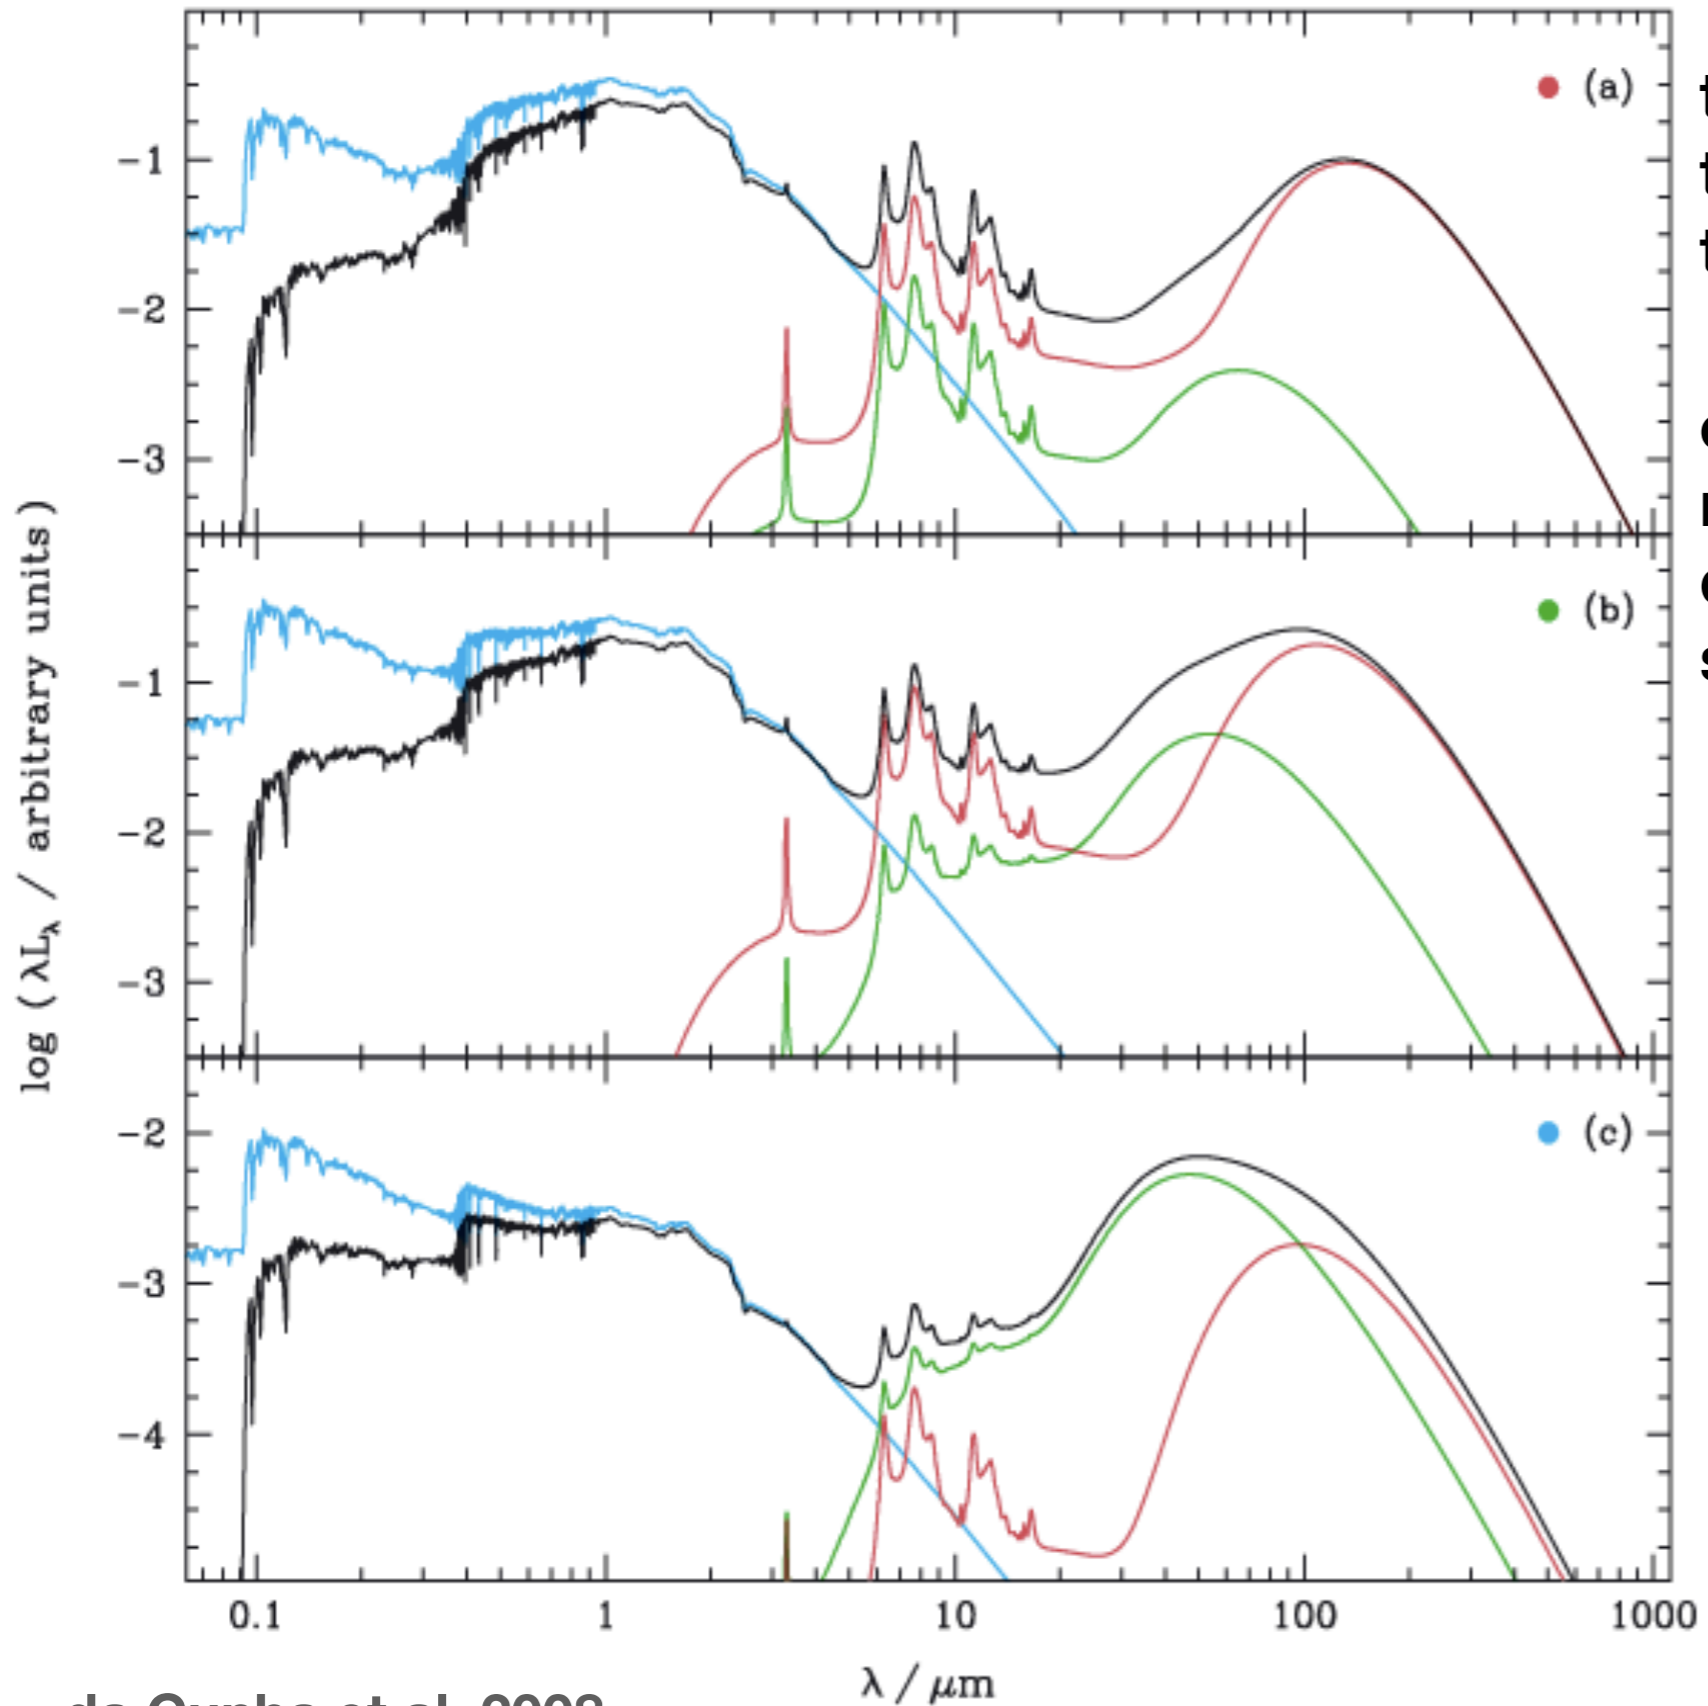 (a)
−1
−2
−3
(b)
−1
−2
−3
(c)
−2
−3
−4
log ( λLλ / arbitrary units)
0.1 1 10 100 1000
λ / μm